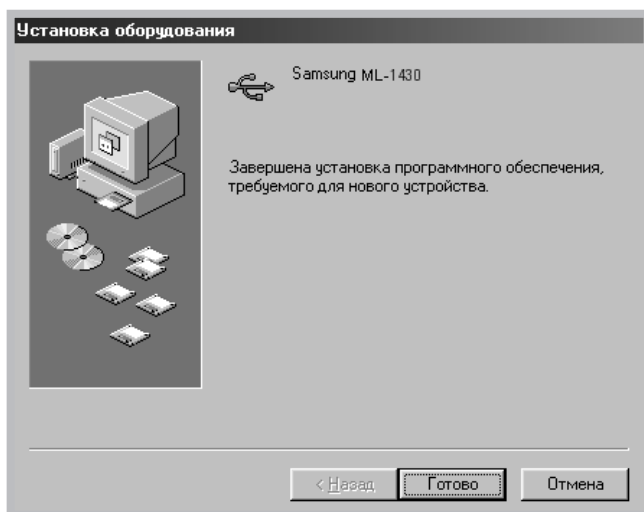 Установка оборудования
Samsung ML-1430
Завершена установка программного обеспечения,
требуемого для нового устройства.
< Назад
Готово
Отмена